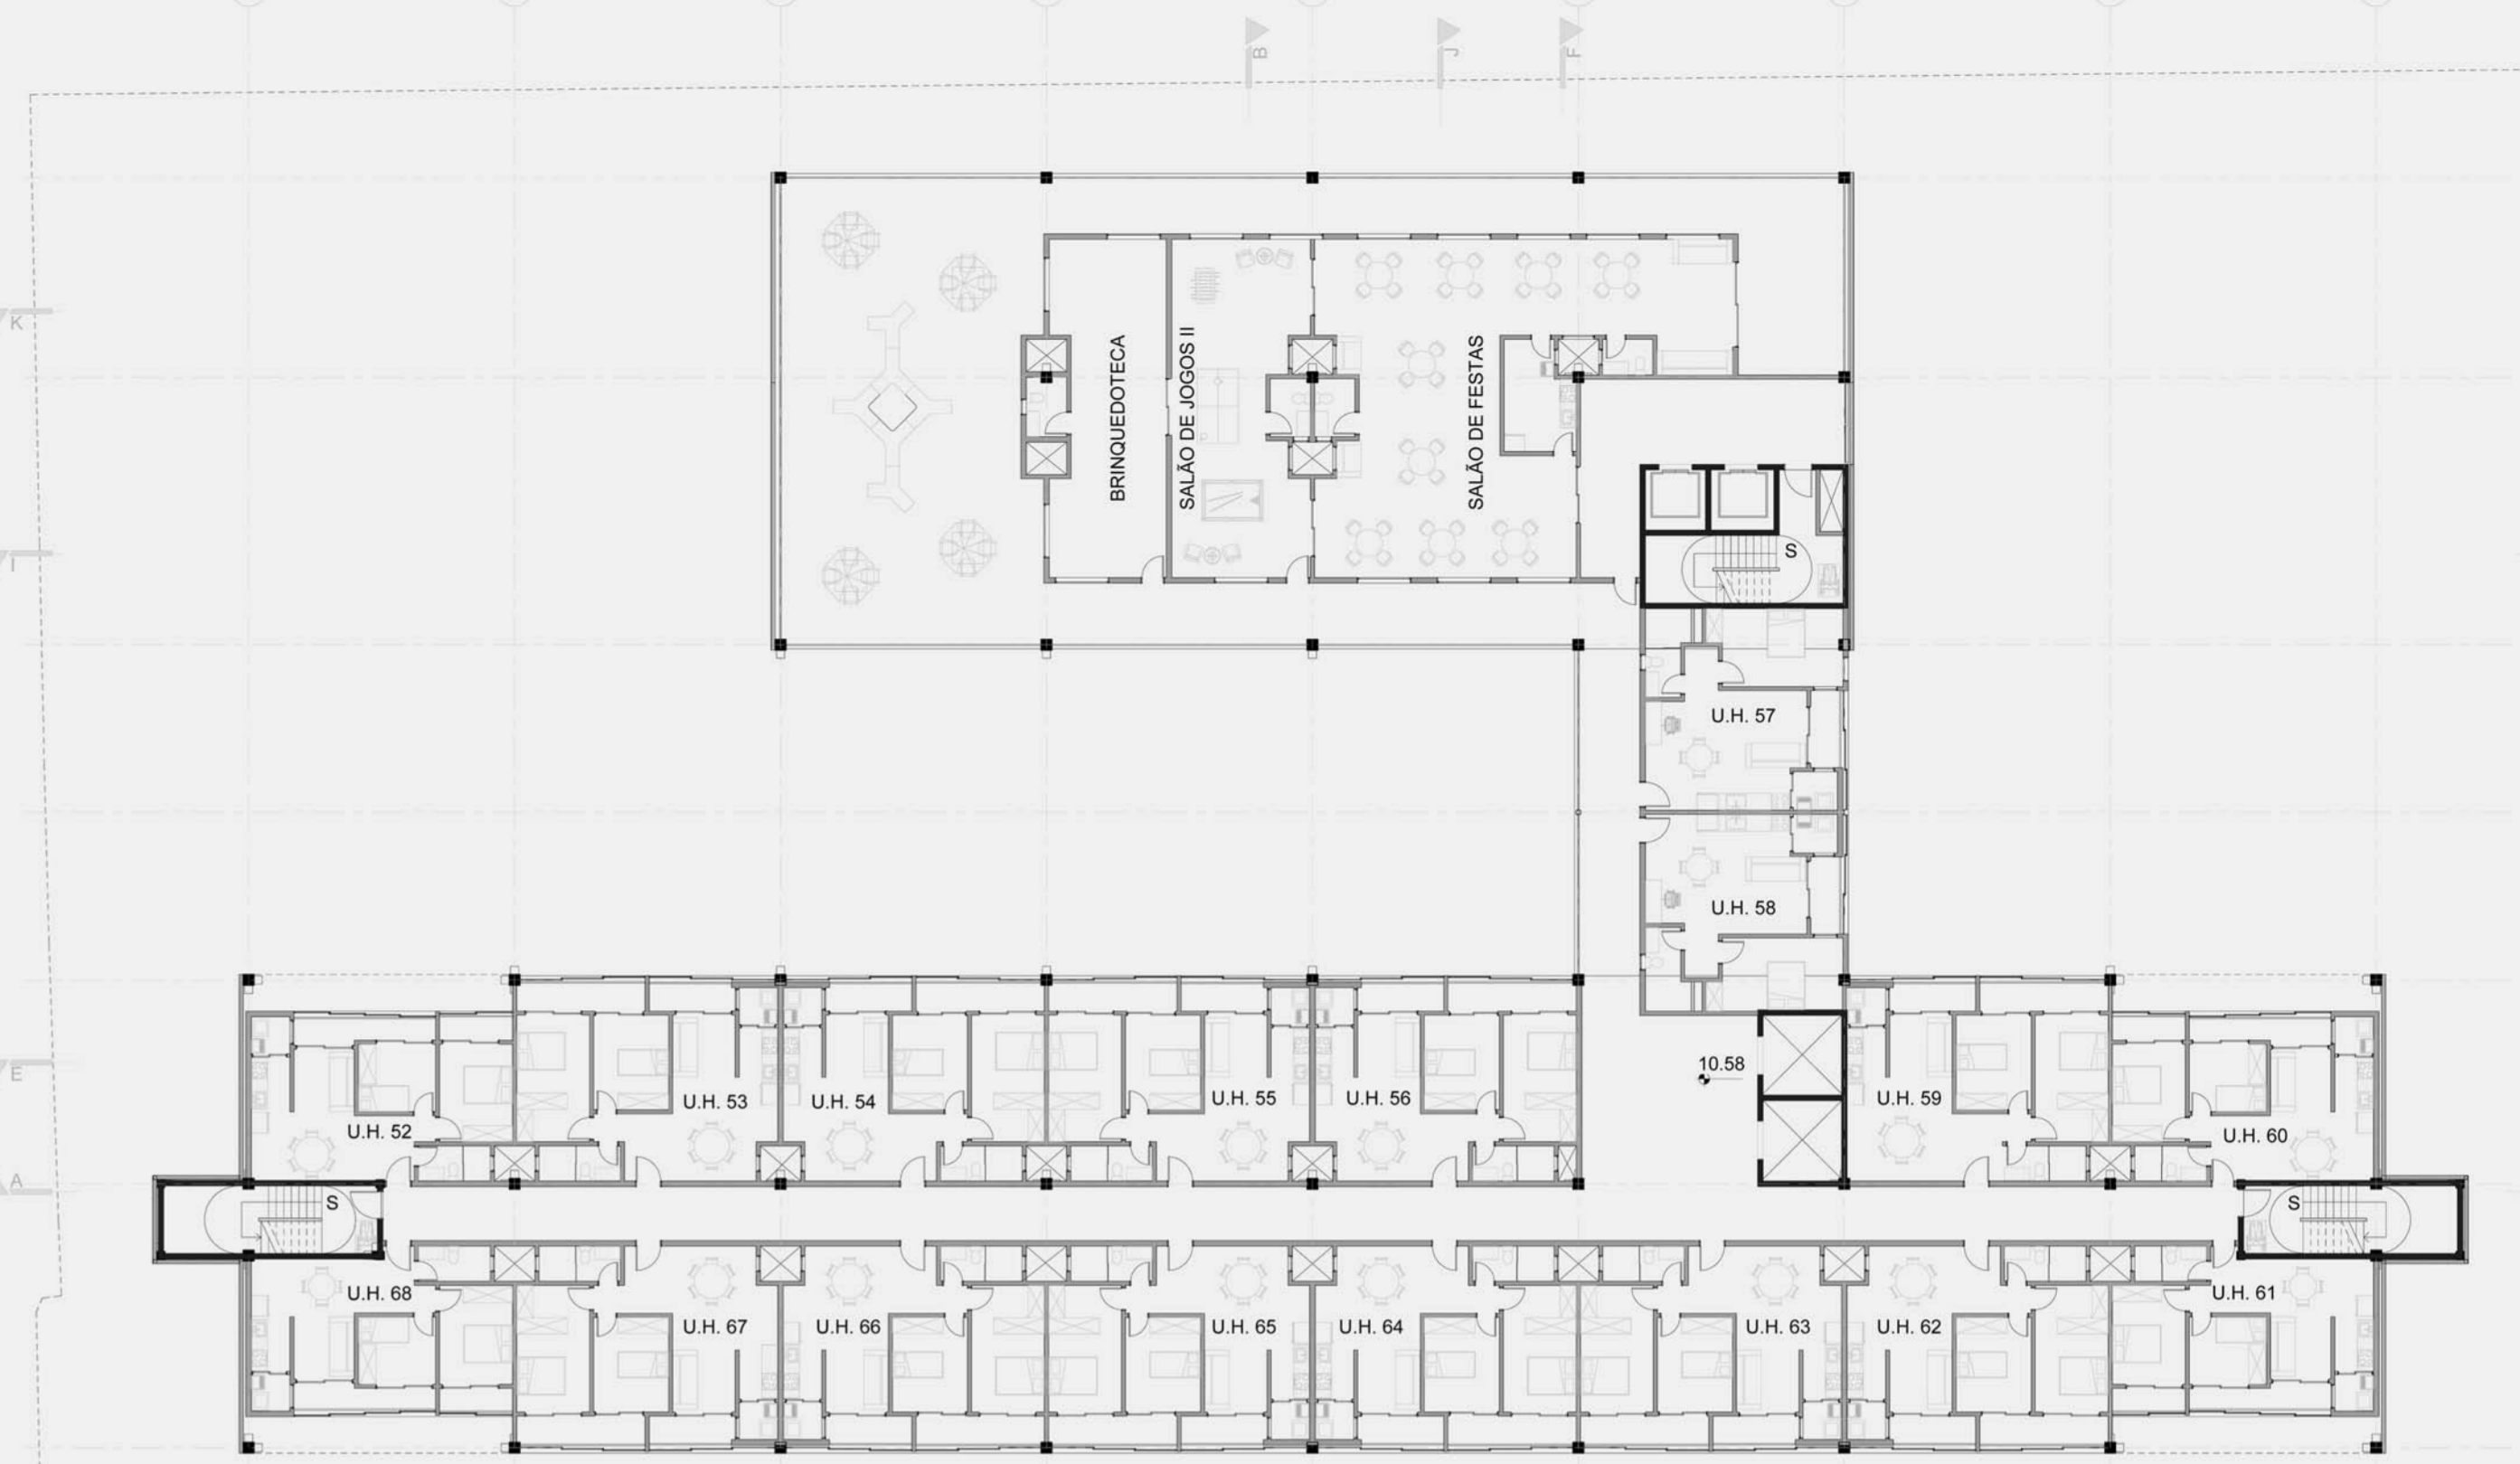 B
J
F
K
I
BRINQUEDOTECA
SALÃO DE JOGOS II
SALÃO DE FESTAS
S
U.H. 57
U.H. 58
E
10.58
U.H. 52
U.H. 53
U.H. 54
U.H. 55
U.H. 56
U.H. 59
U.H. 60
A
S
S
U.H. 68
U.H. 67
U.H. 66
U.H. 65
U.H. 64
U.H. 63
U.H. 62
U.H. 61